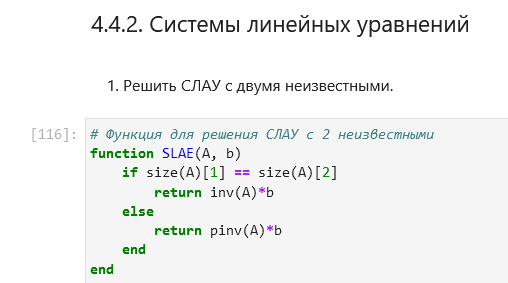 4.4.2. Системы линейных уравнений
1. Решить СЛАУ с двумя неизвестными.
[116]: # Функция для решения СЛАУ с 2 неизвестными
function SLAE(A, b)
    if size(A)[1] == size(A)[2]
        return inv(A)*b
    else
        return pinv(A)*b
    end
end